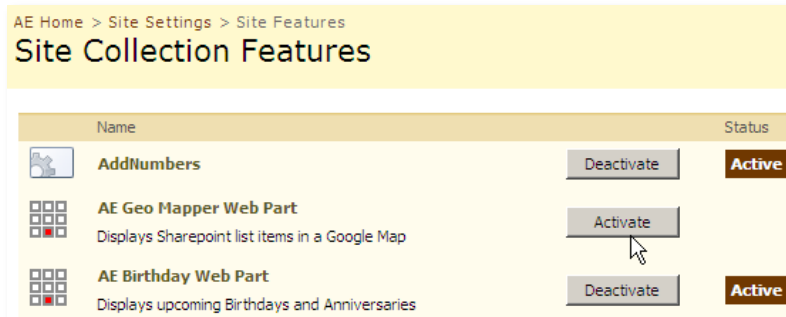 AE Home > Site Settings > Site Features
Site Collection Features
Name Status
AddNumbers Deactivate Active
AE Geo Mapper Web Part
Activate
Displays Sharepoint list items in a Google Map
AE Birthday Web Part
Deactivate Active
Displays upcoming Birthdays and Anniversaries